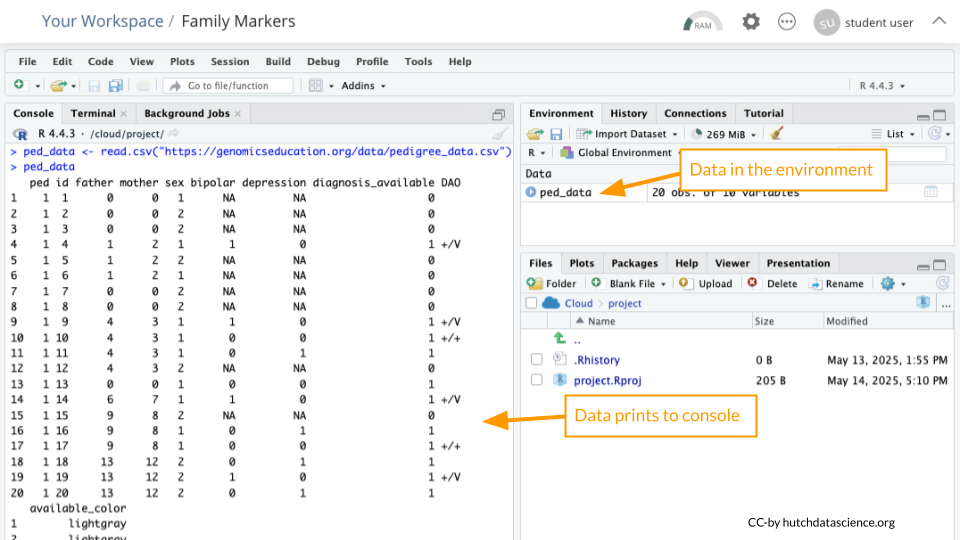 Your Workspace / Family Markers
RAM
SU student user
File Edit Code View Plots Session Build Debug Profile Tools Help
Go to file/function Addins R 4.4.3
Console Terminal Background Jobs
R 4.4.3 · /cloud/project/
> ped_data <- read.csv("https://genomicseducation.org/data/pedigree_data.csv")
> ped_data
ped id father mother sex bipolar depression diagnosis_available DAO
1 1 1 0 0 1 NA NA 0
2 1 2 0 0 2 NA NA 0
3 1 3 0 0 2 NA NA 0
4 1 4 1 2 1 1 0 1 +/V
5 1 5 1 2 2 NA NA 0
6 1 6 1 2 1 NA NA 0
7 1 7 0 0 2 NA NA 0
8 1 8 0 0 2 NA NA 0
9 1 9 4 3 1 1 0 1 +/V
10 1 10 4 3 1 0 0 1 +/+
11 1 11 4 3 1 0 1 1
12 1 12 4 3 2 NA NA 0
13 1 13 0 0 1 0 0 1
14 1 14 6 7 1 1 0 1 +/V
15 1 15 9 8 2 NA NA 0
16 1 16 9 8 1 0 1 1
17 1 17 9 8 1 0 0 1 +/+
18 1 18 13 12 2 0 1 1
19 1 19 13 12 2 1 0 1 +/V
20 1 20 13 12 2 0 1 1
available_color
1 lightgray
2 lightgray
Environment History Connections Tutorial
Import Dataset 269 MiB List
R Global Environment
Data in the environment
Data
ped_data 20 obs. of 10 variables
Files Plots Packages Help Viewer Presentation
Folder Blank File Upload Delete Rename
Cloud project ...
Name Size Modified
..
.Rhistory 0 B May 13, 2025, 1:55 PM
project.Rproj 205 B May 14, 2025, 5:10 PM
Data prints to console
CC-by hutchdatascience.org